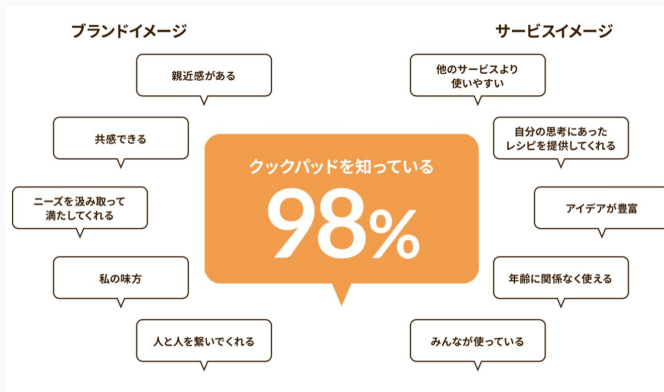 ブランドイメージ
親近感がある
共感できる
ニーズを汲み取って
満たしてくれる
私の味方
人と人を繋いでくれる
クックパッドを知っている
98%
サービスイメージ
他のサービスより
使いやすい
自分の思考にあった
レシピを提供してくれる
アイデアが豊富
年齢に関係なく使える
みんなが使っている